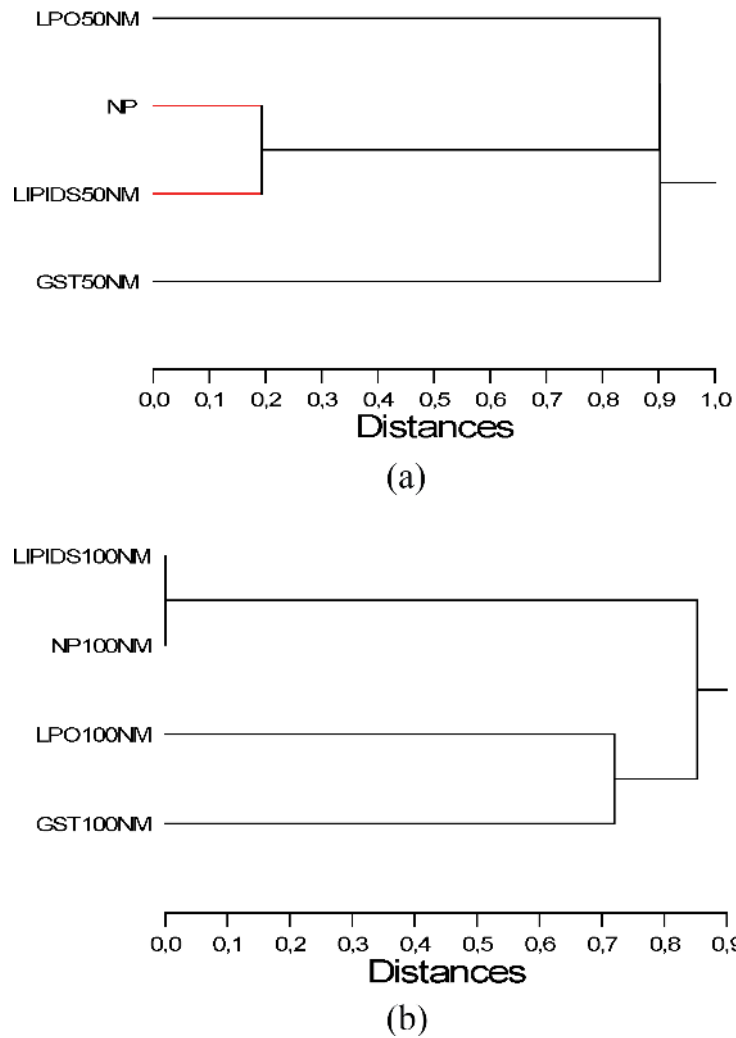 LPO50NM
NP
LIPIDS50NM
GST50NM
0,0 0,1 0,2 0,3 0,4 0,5 0,6 0,7 0,8 0,9 1,0
Distances
(a)
LIPIDS100NM
NP100NM
LPO100NM
GST100NM
0,0 0,1 0,2 0,3 0,4 0,5 0,6 0,7 0,8 0,9
Distances
(b)